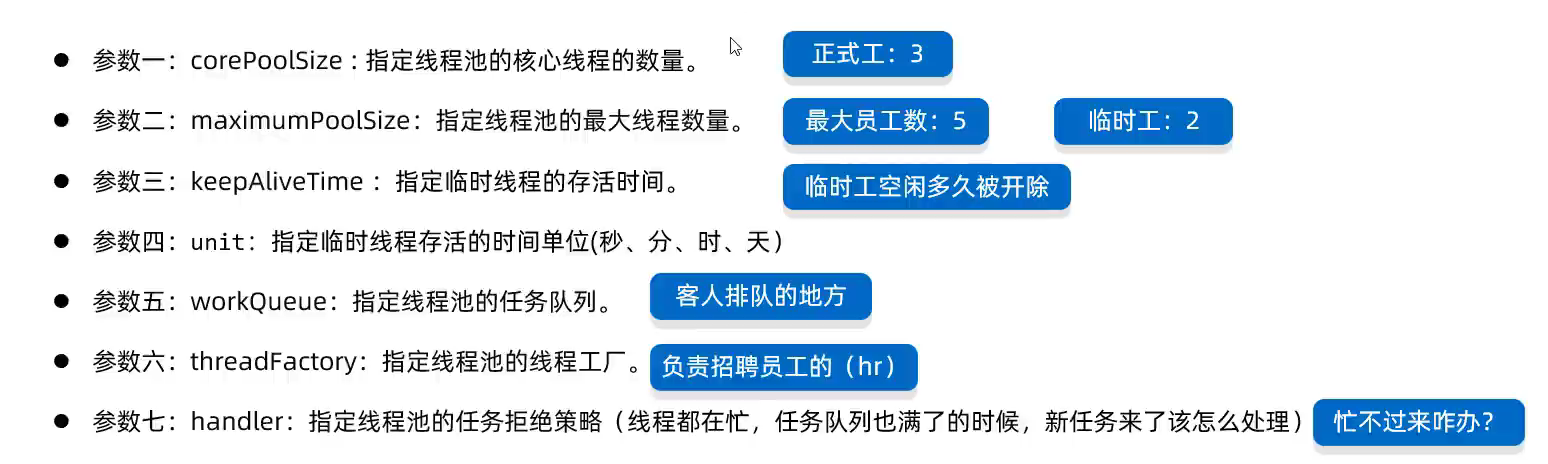 ● 参数一：corePoolSize : 指定线程池的核心线程的数量。 正式工：3
● 参数二：maximumPoolSize：指定线程池的最大线程数量。 最大员工数：5 临时工：2
● 参数三：keepAliveTime ：指定临时线程的存活时间。 临时工空闲多久被开除
● 参数四：unit：指定临时线程存活的时间单位(秒、分、时、天）
● 参数五：workQueue：指定线程池的任务队列。 客人排队的地方
● 参数六：threadFactory：指定线程池的线程工厂。 负责招聘员工的（hr）
● 参数七：handler：指定线程池的任务拒绝策略（线程都在忙，任务队列也满了的时候，新任务来了该怎么处理） 忙不过来咋办？